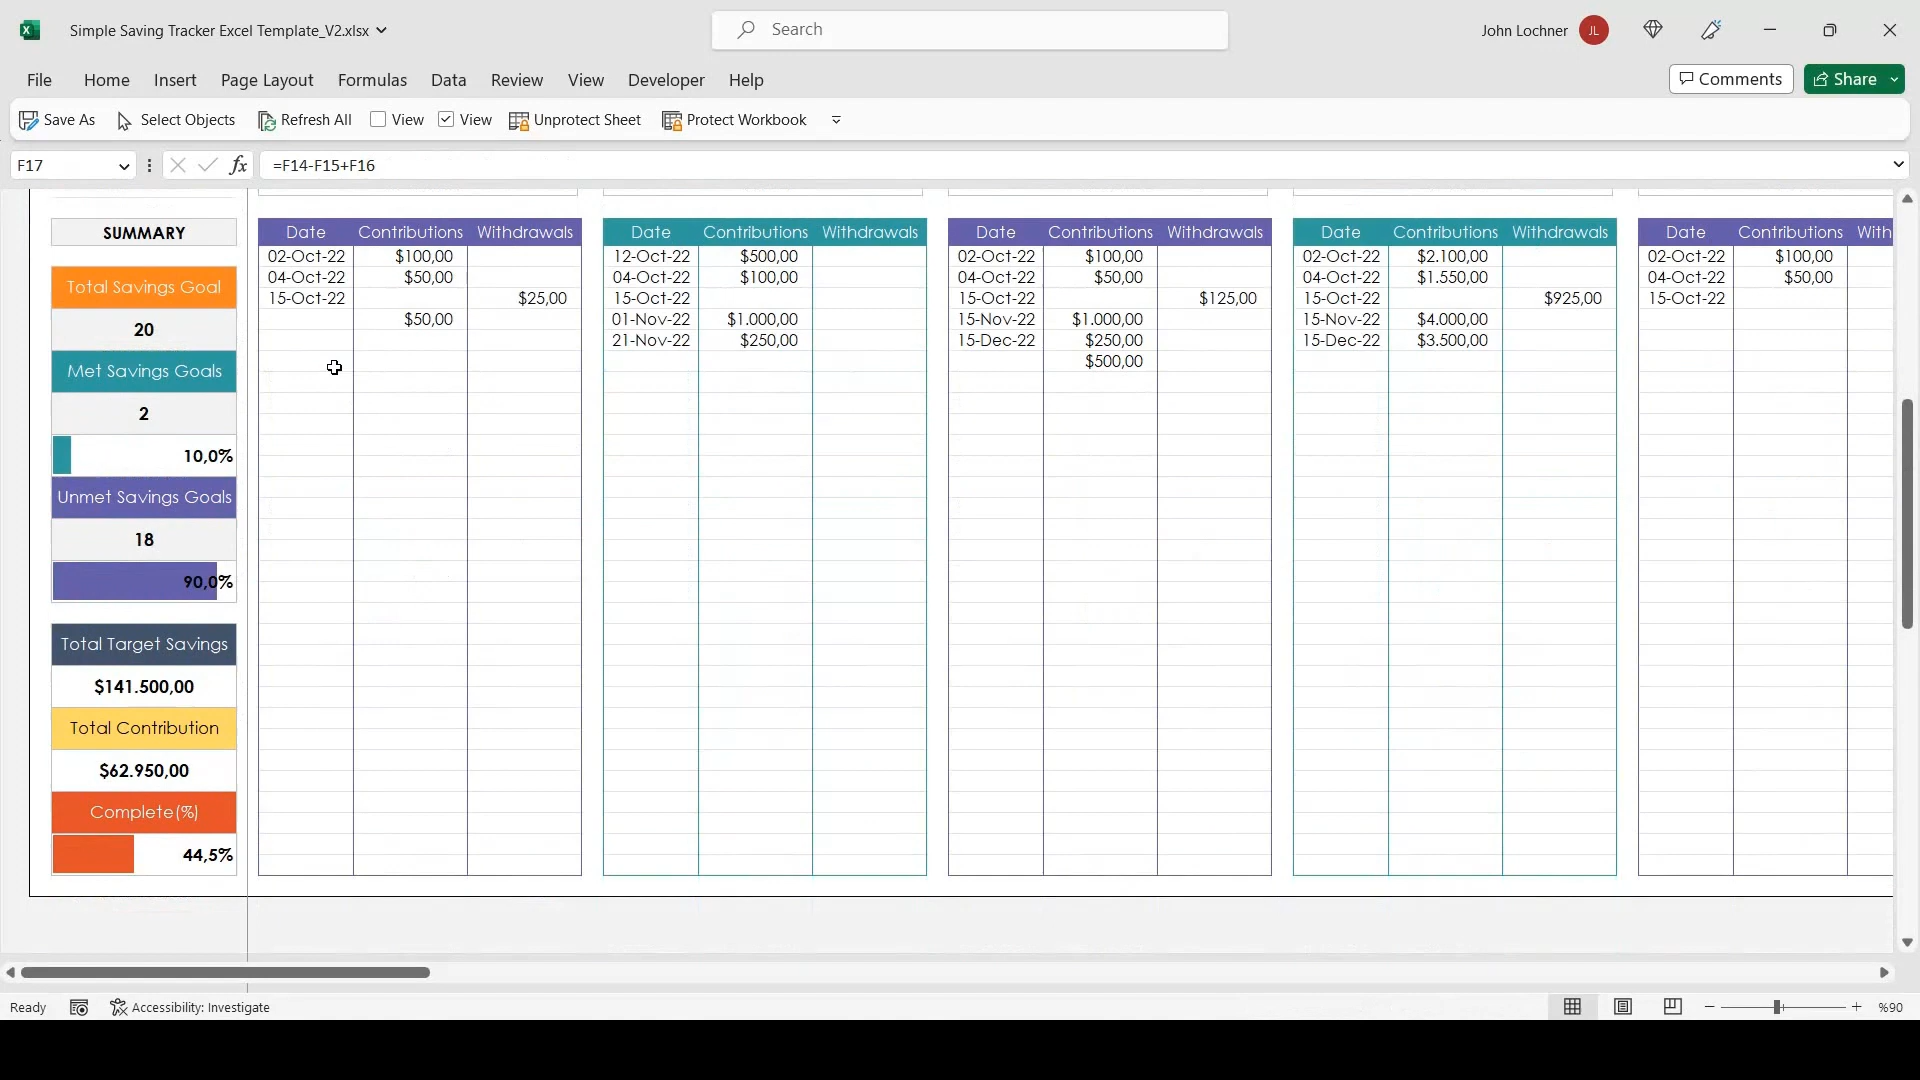 Simple Saving Tracker Excel Template_V2.xlsx
Search
John Lochner JL
File Home Insert Page Layout Formulas Data Review View Developer Help
Comments Share
Save As Select Objects Refresh All View View Unprotect Sheet Protect Workbook
F17 fx =F14-F15+F16
SUMMARY
Total Savings Goal
20
Met Savings Goals
2
10,0%
Unmet Savings Goals
18
90,0%
Total Target Savings
$141.500,00
Total Contribution
$62.950,00
Complete(%)
44,5%
Date Contributions Withdrawals
02-Oct-22 $100,00
04-Oct-22 $50,00
15-Oct-22 $25,00
$50,00
Date Contributions Withdrawals
12-Oct-22 $500,00
04-Oct-22 $100,00
15-Oct-22
01-Nov-22 $1.000,00
21-Nov-22 $250,00
Date Contributions Withdrawals
02-Oct-22 $100,00
04-Oct-22 $50,00
15-Oct-22 $125,00
15-Nov-22 $1.000,00
15-Dec-22 $250,00
$500,00
Date Contributions Withdrawals
02-Oct-22 $2.100,00
04-Oct-22 $1.550,00
15-Oct-22 $925,00
15-Nov-22 $4.000,00
15-Dec-22 $3.500,00
Date Contributions With
02-Oct-22 $100,00
04-Oct-22 $50,00
15-Oct-22
Ready Accessibility: Investigate %90